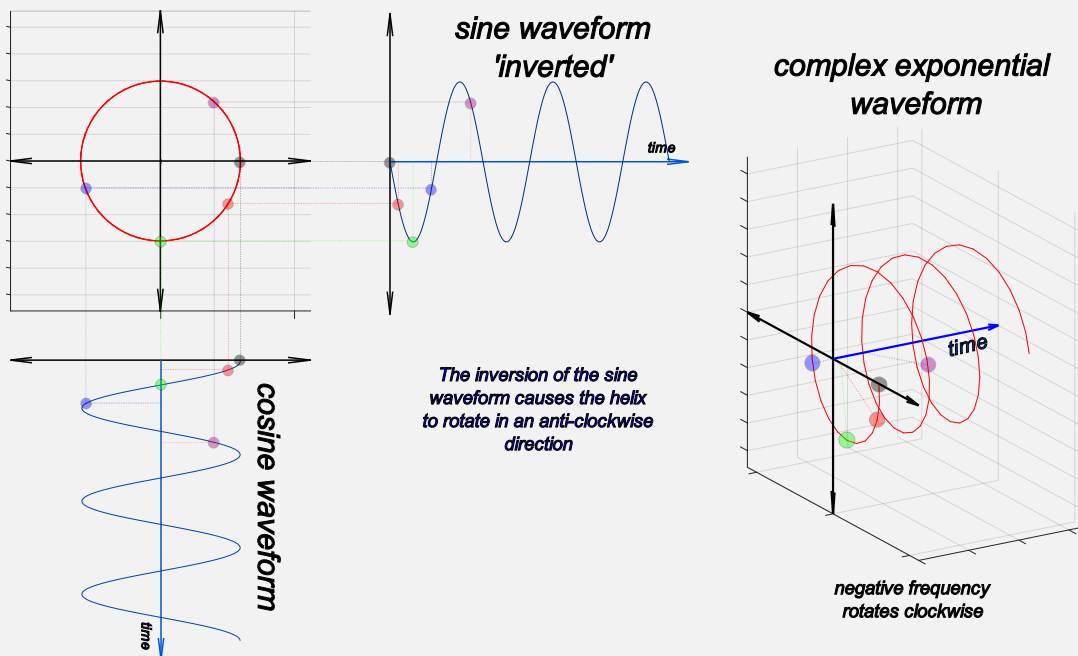 sine waveform
'inverted'
time
complex exponential
waveform
time
The inversion of the sine
waveform causes the helix
to rotate in an anti-clockwise
direction
cosine waveform
time
negative frequency
rotates clockwise